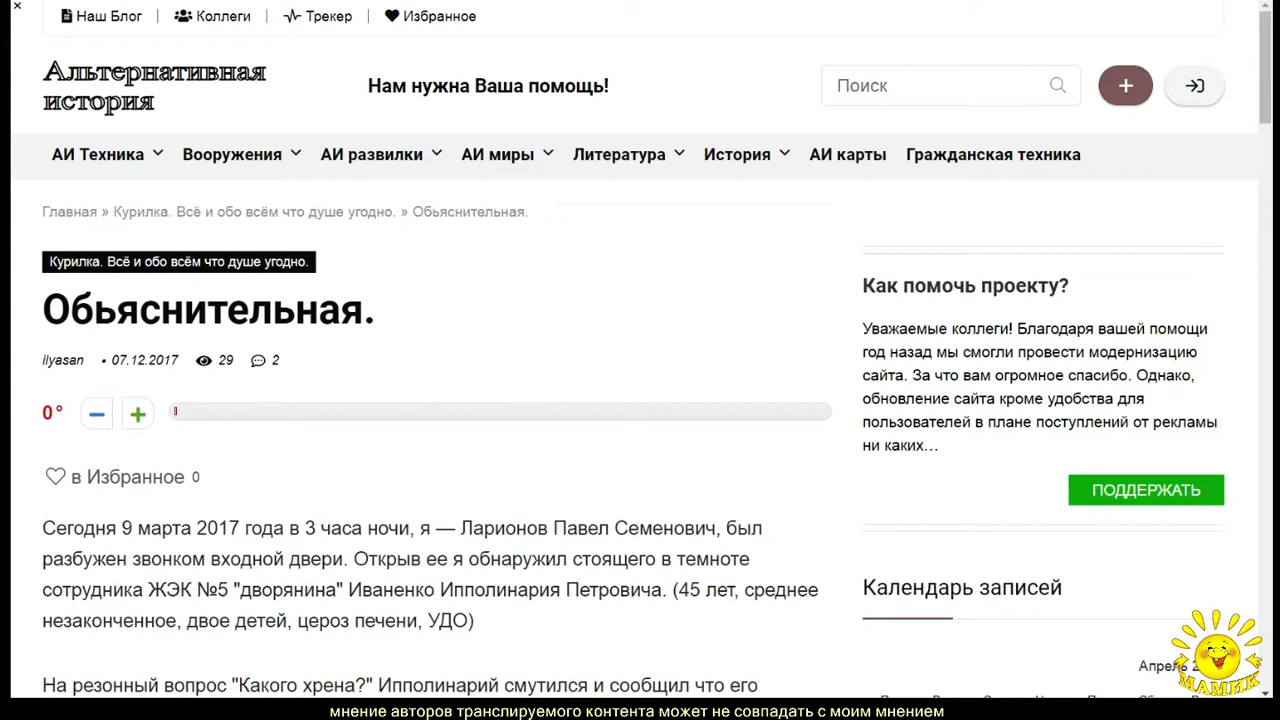 Наш Блог | Коллеги | Трекер | Избранное
Альтернативная
история
Нам нужна Ваша помощь!
Поиск
АИ Техника Вооружения АИ развилки АИ миры Литература История АИ карты Гражданская техника
Главная » Курилка. Всё и обо всём что душе угодно. » Обьяснительная.
Курилка. Всё и обо всём что душе угодно.
Обьяснительная.
ilyasan • 07.12.2017 29 2
0°
в Избранное 0
Сегодня 9 марта 2017 года в 3 часа ночи, я — Ларионов Павел Семенович, был
разбужен звонком входной двери. Открыв ее я обнаружил стоящего в темноте
сотрудника ЖЭК №5 "дворянина" Иваненко Ипполинария Петровича. (45 лет, среднее
незаконченное, двое детей, цероз печени, УДО)
На резонный вопрос "Какого хрена?" Ипполинарий смутился и сообщил что его
Как помочь проекту?
Уважаемые коллеги! Благодаря вашей помощи
год назад мы смогли провести модернизацию
сайта. За что вам огромное спасибо. Однако,
обновление сайта кроме удобства для
пользователей в плане поступлений от рекламы
ни каких…
ПОДДЕРЖАТЬ
Календарь записей
МАМИК
мнение авторов транслируемого контента может не совпадать с моим мнением